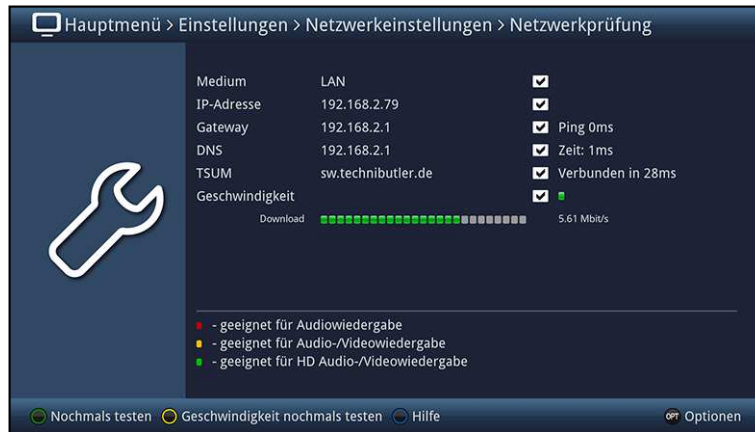 Hauptmenü > Einstellungen > Netzwerkeinstellungen > Netzwerkprüfung
Medium LAN
IP-Adresse 192.168.2.79
Gateway 192.168.2.1 Ping 0ms
DNS 192.168.2.1 Zeit: 1ms
TSUM sw.technibutler.de Verbunden in 28ms
Geschwindigkeit
Download 5.61 Mbit/s
- geeignet für Audiowiedergabe
- geeignet für Audio-/Videowiedergabe
- geeignet für HD Audio-/Videowiedergabe
Nochmals testen Geschwindigkeit nochmals testen Hilfe OPT Optionen